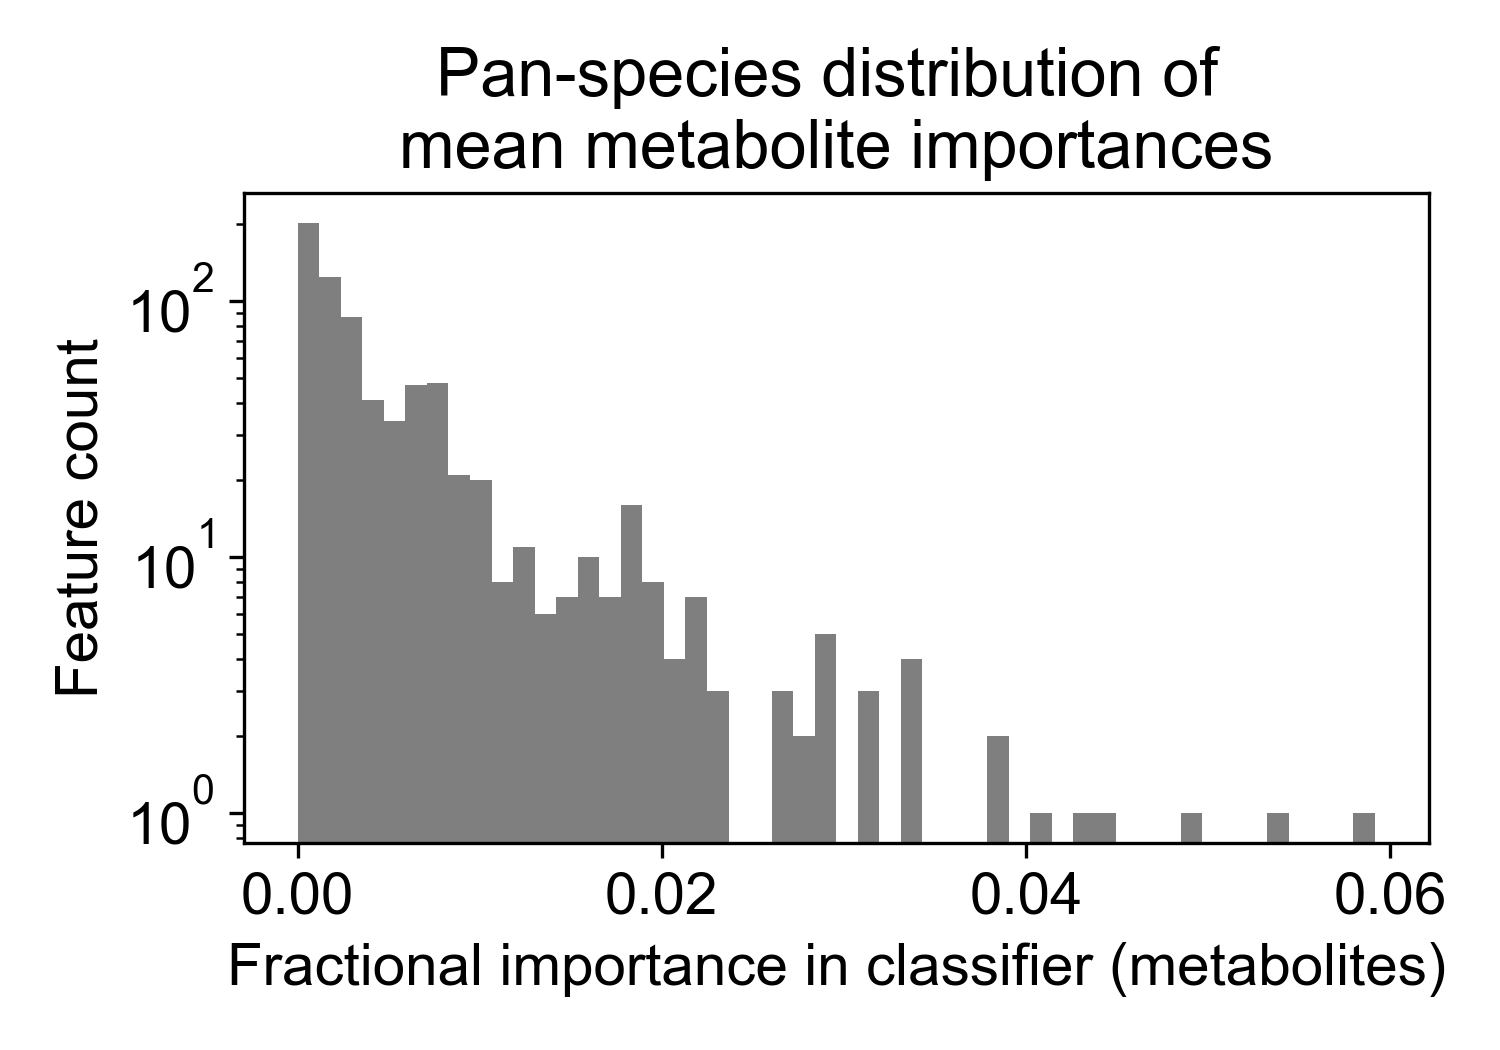 Pan-species distribution of
mean metabolite importances
Feature count
10^2
10^1
10^0
0.00 0.02 0.04 0.06
Fractional importance in classifier (metabolites)